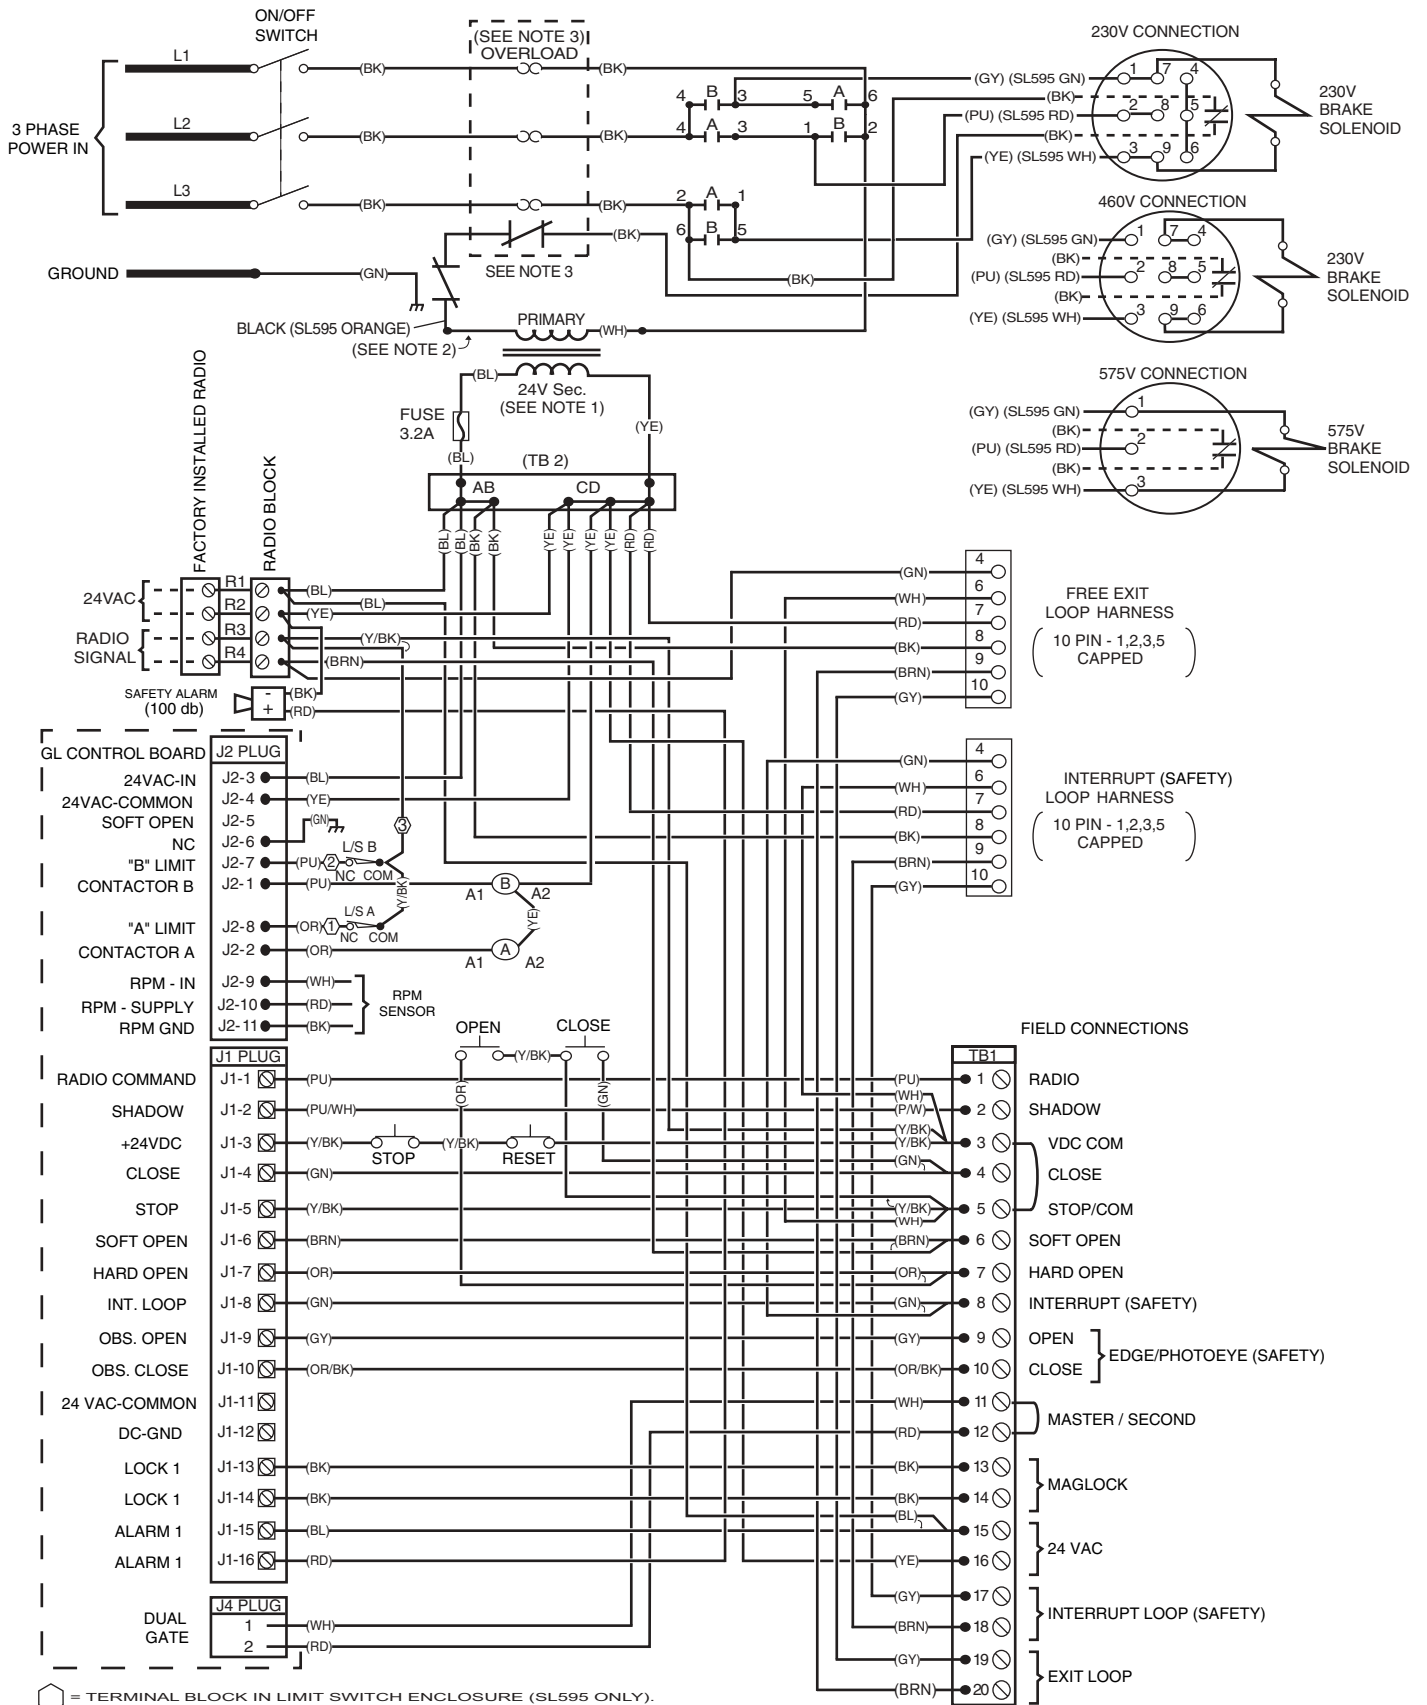 ON/OFF
SWITCH
(SEE NOTE 3)
OVERLOAD
L1
(BK)
(BK)
3 PHASE
POWER IN
L2
(BK)
(BK)
L3
(BK)
(BK)
(BK)
SEE NOTE 3
GROUND
(GN)
4 B 3 5 A 6
4 A 3 1 B 2
2 A 1
6 B 5
(BK)
BLACK (SL595 ORANGE)
(SEE NOTE 2)
PRIMARY
(WH)
(BL)
24V Sec.
(SEE NOTE 1)
FUSE
3.2A
(BL)
(YE)
(TB 2)
AB CD
(BL) (BL) (BK) (BK) (YE) (YE) (YE) (YE) (RD) (RD)
230V CONNECTION
(GY) (SL595 GN) 1 7 4
(BK)
(PU) (SL595 RD) 2 8 5
(BK)
(YE) (SL595 WH) 3 9 6
230V
BRAKE
SOLENOID
460V CONNECTION
(GY) (SL595 GN) 1 7 4
(BK)
(PU) (SL595 RD) 2 8 5
(BK)
(YE) (SL595 WH) 3 9 6
230V
BRAKE
SOLENOID
575V CONNECTION
(GY) (SL595 GN) 1
(BK)
(PU) (SL595 RD) 2
(BK)
(YE) (SL595 WH) 3
575V
BRAKE
SOLENOID
FACTORY INSTALLED RADIO
RADIO BLOCK
24VAC
R1 (BL)
(BL)
R2 (YE)
RADIO
SIGNAL
R3 (Y/BK)
R4 (BRN)
SAFETY ALARM
(100 db)
- (BK)
+ (RD)
(GN) 4
(WH) 6
(RD) 7
(BK) 8
(BRN) 9
(GY) 10
FREE EXIT
LOOP HARNESS
10 PIN - 1,2,3,5
CAPPED
(GN) 4
(WH) 6
(RD) 7
(BK) 8
(BRN) 9
(GY) 10
INTERRUPT (SAFETY)
LOOP HARNESS
10 PIN - 1,2,3,5
CAPPED
GL CONTROL BOARD J2 PLUG
24VAC-IN J2-3 (BL)
24VAC-COMMON J2-4 (YE)
SOFT OPEN J2-5 (GN) 3
NC J2-6
L/S B
"B" LIMIT J2-7 (PU) 2
NC COM
CONTACTOR B J2-1 (PU) A1 B A2
(Y/BK)
(YE)
L/S A
"A" LIMIT J2-8 (OR) 1
NC COM
CONTACTOR A J2-2 (OR) A1 A A2
RPM - IN J2-9 (WH)
RPM - SUPPLY J2-10 (RD)
RPM GND J2-11 (BK)
RPM
SENSOR
OPEN CLOSE
(Y/BK)
(OR) (GN)
J1 PLUG
RADIO COMMAND J1-1 (PU)
SHADOW J1-2 (PU/WH)
+24VDC J1-3 (Y/BK) STOP (Y/BK) RESET
CLOSE J1-4 (GN)
STOP J1-5 (Y/BK)
SOFT OPEN J1-6 (BRN)
HARD OPEN J1-7 (OR)
INT. LOOP J1-8 (GN)
OBS. OPEN J1-9 (GY)
OBS. CLOSE J1-10 (OR/BK)
24 VAC-COMMON J1-11
DC-GND J1-12
LOCK 1 J1-13 (BK)
LOCK 1 J1-14 (BK)
ALARM 1 J1-15 (BL)
ALARM 1 J1-16 (RD)
J4 PLUG
DUAL
GATE
1 (WH)
2 (RD)
FIELD CONNECTIONS
TB1
(PU) 1 RADIO
(WH)
(P/W) 2 SHADOW
(Y/BK)
(Y/BK) 3 VDC COM
(GN) 4 CLOSE
(Y/BK) 5 STOP/COM
(WH)
(BRN) 6 SOFT OPEN
(OR) 7 HARD OPEN
(GN) 8 INTERRUPT (SAFETY)
(GY) 9 OPEN
(OR/BK) 10 CLOSE
EDGE/PHOTOEYE (SAFETY)
(WH) 11
(RD) 12
MASTER / SECOND
(BK) 13
(BK) 14
MAGLOCK
(BL) 15
(YE) 16
24 VAC
(GY) 17
(BRN) 18
INTERRUPT LOOP (SAFETY)
(GY) 19
(BRN) 20
EXIT LOOP
= TERMINAL BLOCK IN LIMIT SWITCH ENCLOSURE (SL595 ONLY).